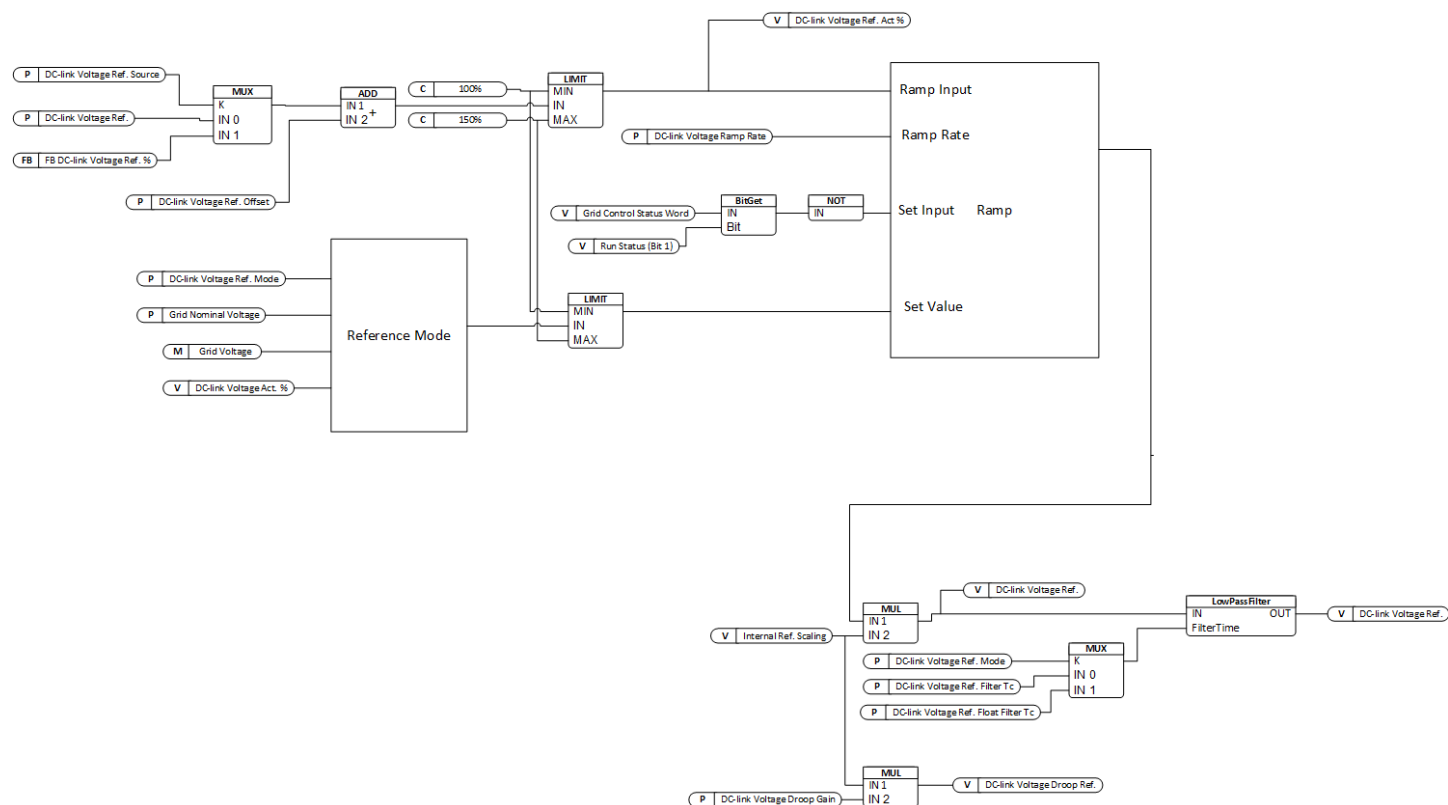 V DC-link Voltage Ref. Act %
P DC-link Voltage Ref. Source
MUX
K
IN 0
IN 1
P DC-link Voltage Ref.
FB FB DC-link Voltage Ref. %
ADD
IN 1
IN 2 +
C 100%
C 150%
LIMIT
MIN
IN
MAX
P DC-link Voltage Ref. Offset
P DC-link Voltage Ramp Rate
V Grid Control Status Word
V Run Status (Bit 1)
BitGet
IN
Bit
NOT
IN
Ramp Input
Ramp Rate
Set Input Ramp
Set Value
P DC-link Voltage Ref. Mode
P Grid Nominal Voltage
M Grid Voltage
V DC-link Voltage Act. %
Reference Mode
LIMIT
MIN
IN
MAX
V Internal Ref. Scaling
MUL
IN 1
IN 2
V DC-link Voltage Ref.
P DC-link Voltage Ref. Mode
P DC-link Voltage Ref. Filter Tc
P DC-link Voltage Ref. Float Filter Tc
MUX
K
IN 0
IN 1
LowPassFilter
IN OUT
FilterTime
V DC-link Voltage Ref.
P DC-link Voltage Droop Gain
MUL
IN 1
IN 2
V DC-link Voltage Droop Ref.